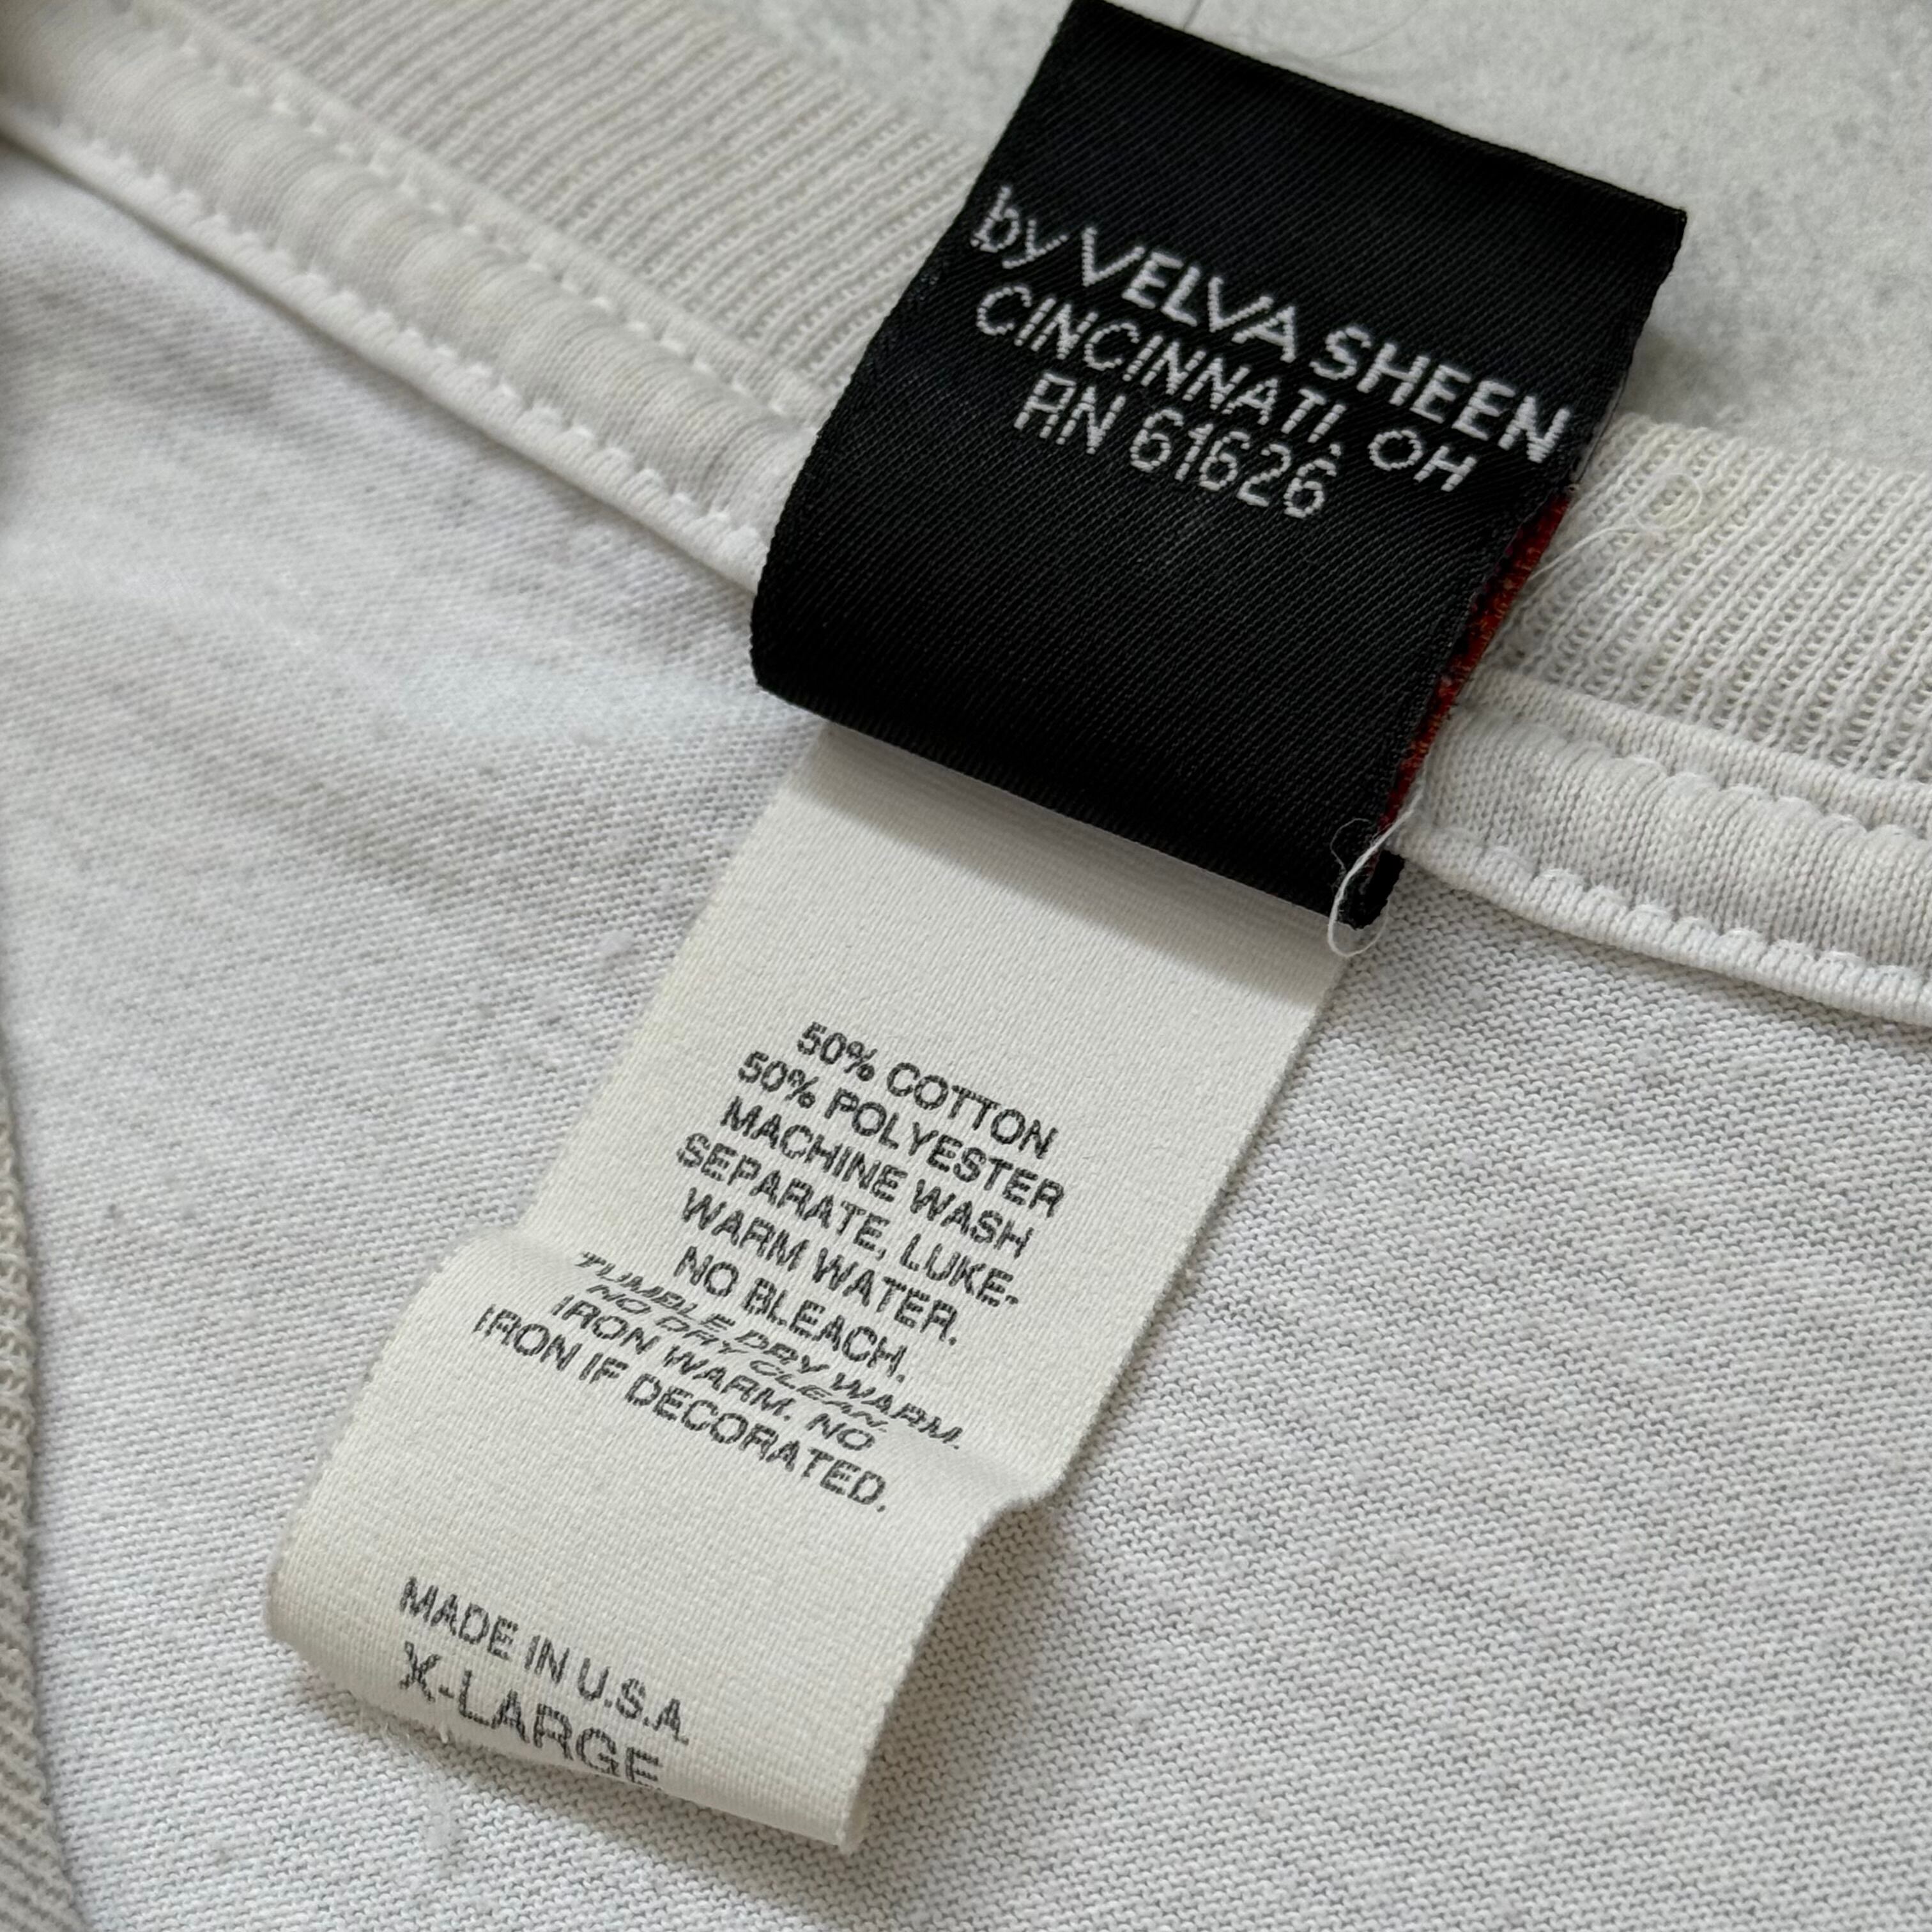 by VELVA SHEEN
CINCINNATI, OH
RN 61626
50% COTTON
50% POLYESTER
MACHINE WASH
SEPARATE, LUKE-
WARM WATER.
NO BLEACH.
TUMBLE DRY WARM.
NO DRY CLEAN.
IRON WARM. NO
IRON IF DECORATED.
MADE IN U.S.A.
X-LARGE